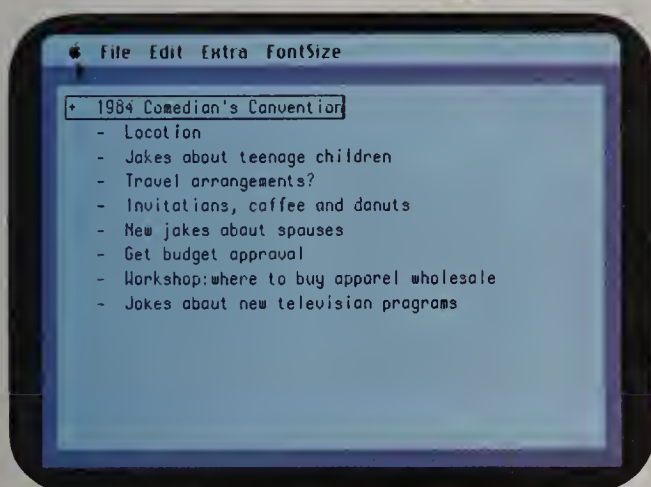 File Edit Extra FontSize
+ 1984 Comedian's Convention
- Location
- Jokes about teenage children
- Travel arrangements?
- Invitations, coffee and donuts
- New jokes about spouses
- Get budget approval
- Workshop:where to buy apparel wholesale
- Jokes about new television programs